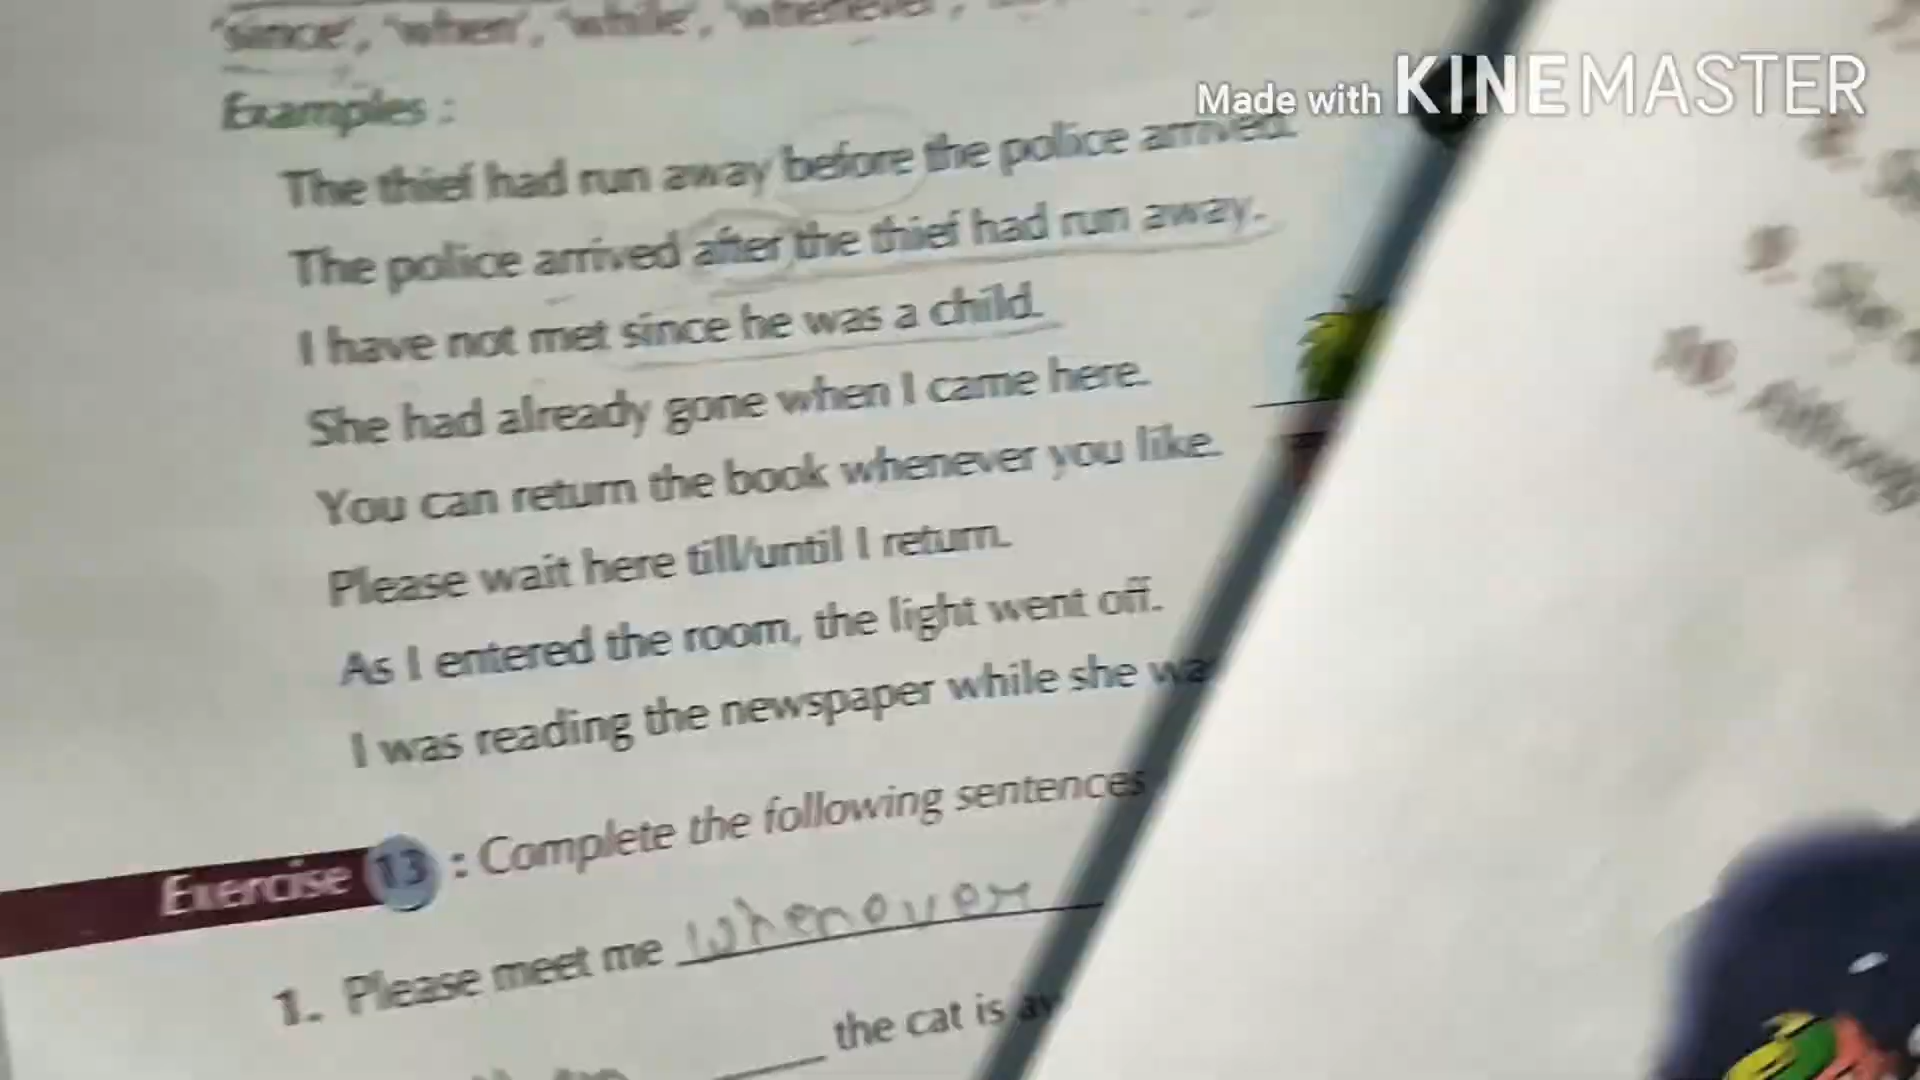 'since', 'when', 'while', 'whenever',
Made with KINEMASTER
Examples :
The thief had run away before the police arrived.
The police arrived after the thief had run away.
I have not met since he was a child.
She had already gone when I came here.
You can return the book whenever you like.
Please wait here till/until I return.
As I entered the room, the light went off.
I was reading the newspaper while she
Exercise 13 : Complete the following sentences
1. Please meet me whenever
the cat is